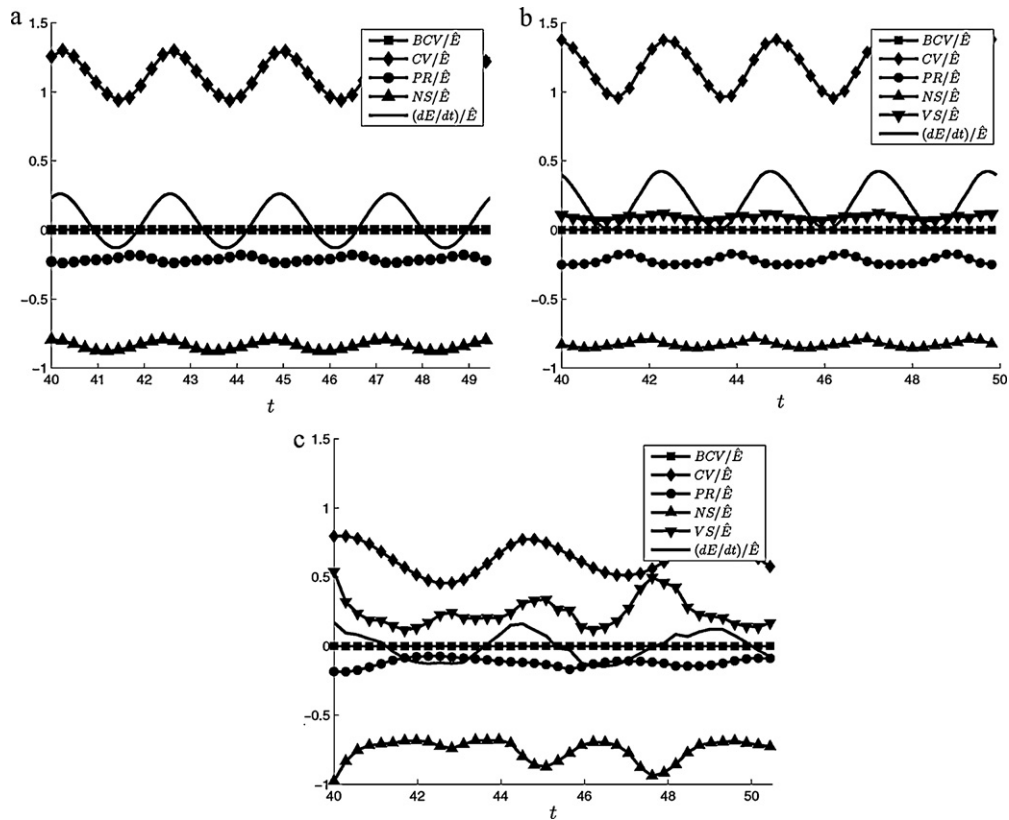 a
1.5
1
0.5
0
−0.5
−1
40 41 42 43 44 45 46 47 48 49
t
BCV/Ê
CV/Ê
PR/Ê
NS/Ê
(dE/dt)/Ê
b
1.5
1
0.5
0
−0.5
−1
40 42 44 46 48 50
t
BCV/Ê
CV/Ê
PR/Ê
NS/Ê
VS/Ê
(dE/dt)/Ê
c
1.5
1
0.5
0
−0.5
−1
40 42 44 46 48 50
t
BCV/Ê
CV/Ê
PR/Ê
NS/Ê
VS/Ê
(dE/dt)/Ê